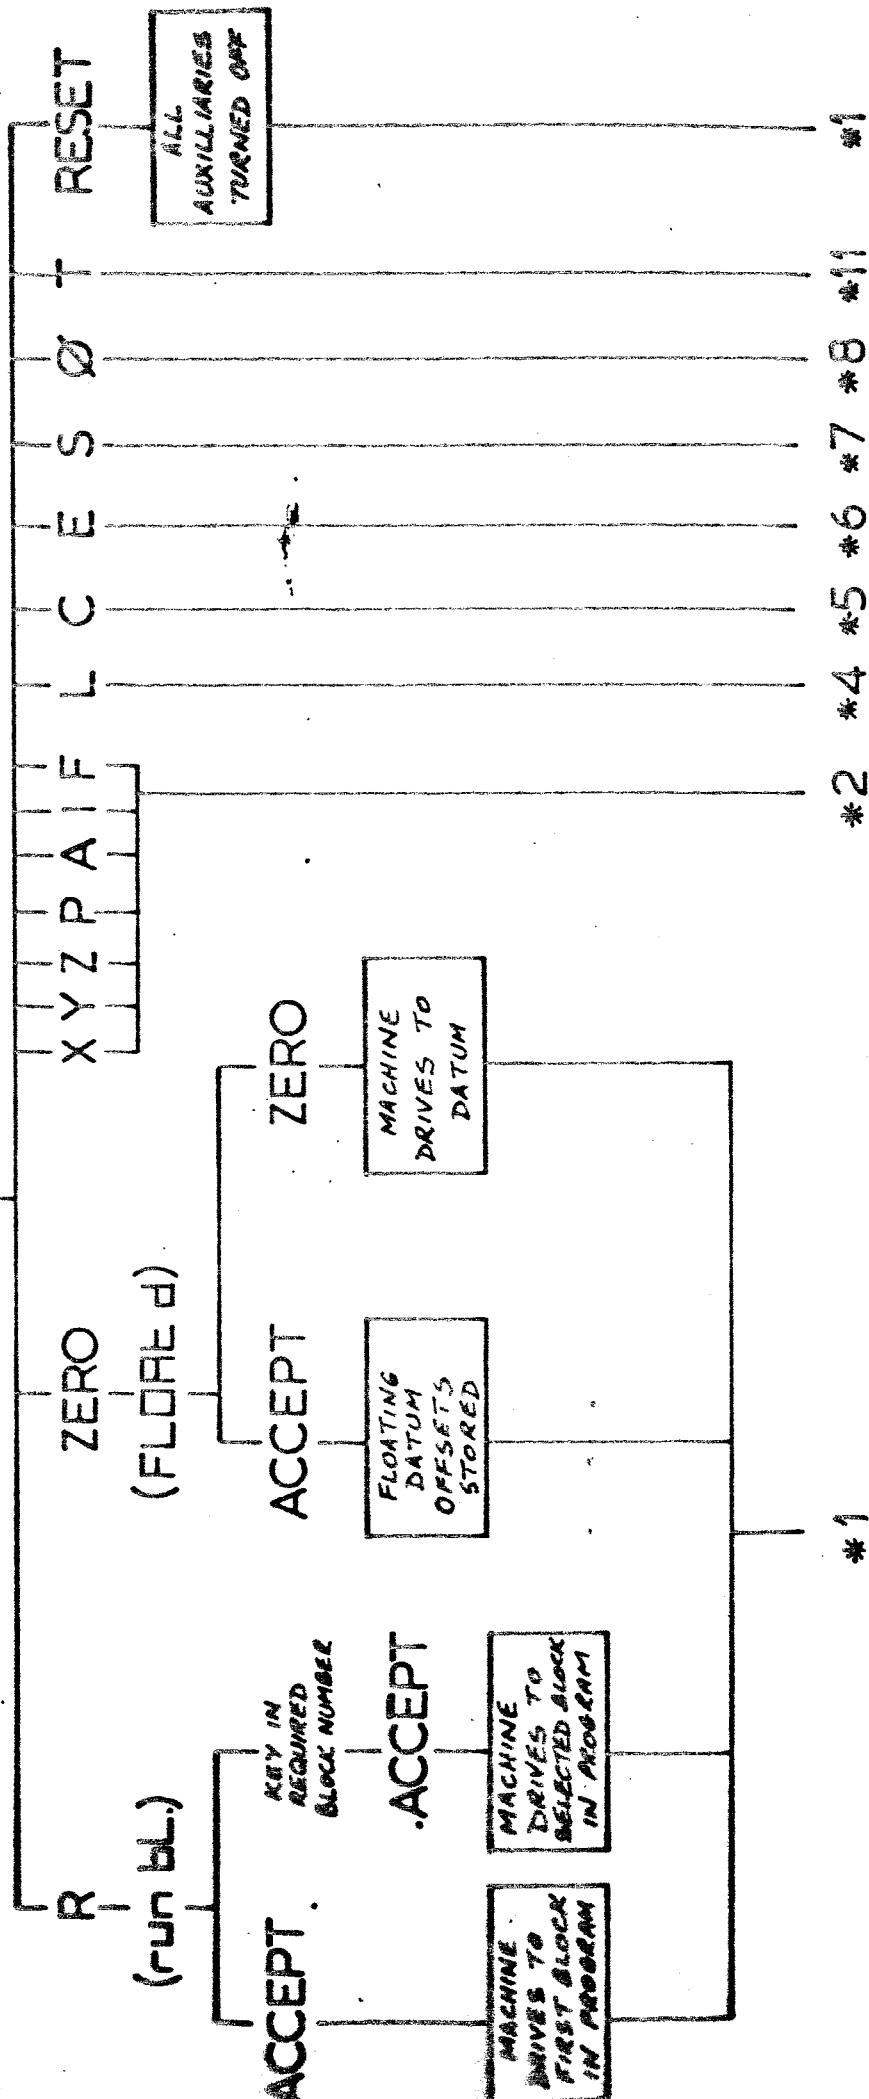 R
ZERO
X Y Z P A I F
L
C
E
S
Ø
T
RESET
(run bL.)
(FLOAt d)
ALL
AUXILLIARIES
TURNED OFF
ACCEPT
KEY IN
REQUIRED
BLOCK NUMBER
.ACCEPT
ACCEPT
ZERO
MACHINE
DRIVES TO
FIRST BLOCK
IN PROGRAM
MACHINE
DRIVES TO
SELECTED BLOCK
IN PROGRAM
FLOATING
DATUM
OFFSETS
STORED
MACHINE
DRIVES TO
DATUM
*1
*2
*4
*5
*6
*7
*8
*11
*1